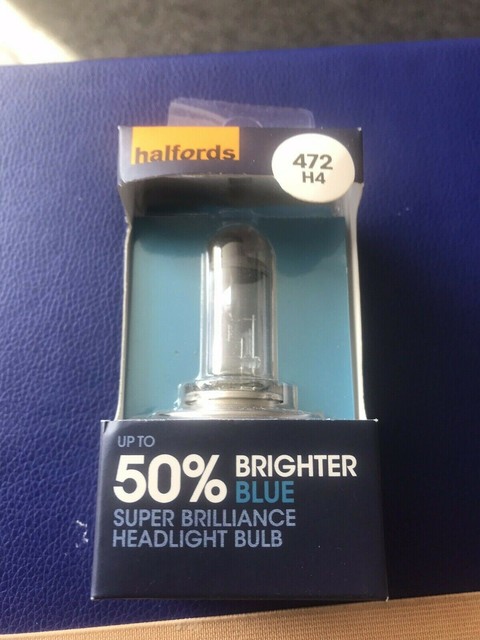 halfords
472
H4
UP TO
50% BRIGHTER
BLUE
SUPER BRILLIANCE
HEADLIGHT BULB